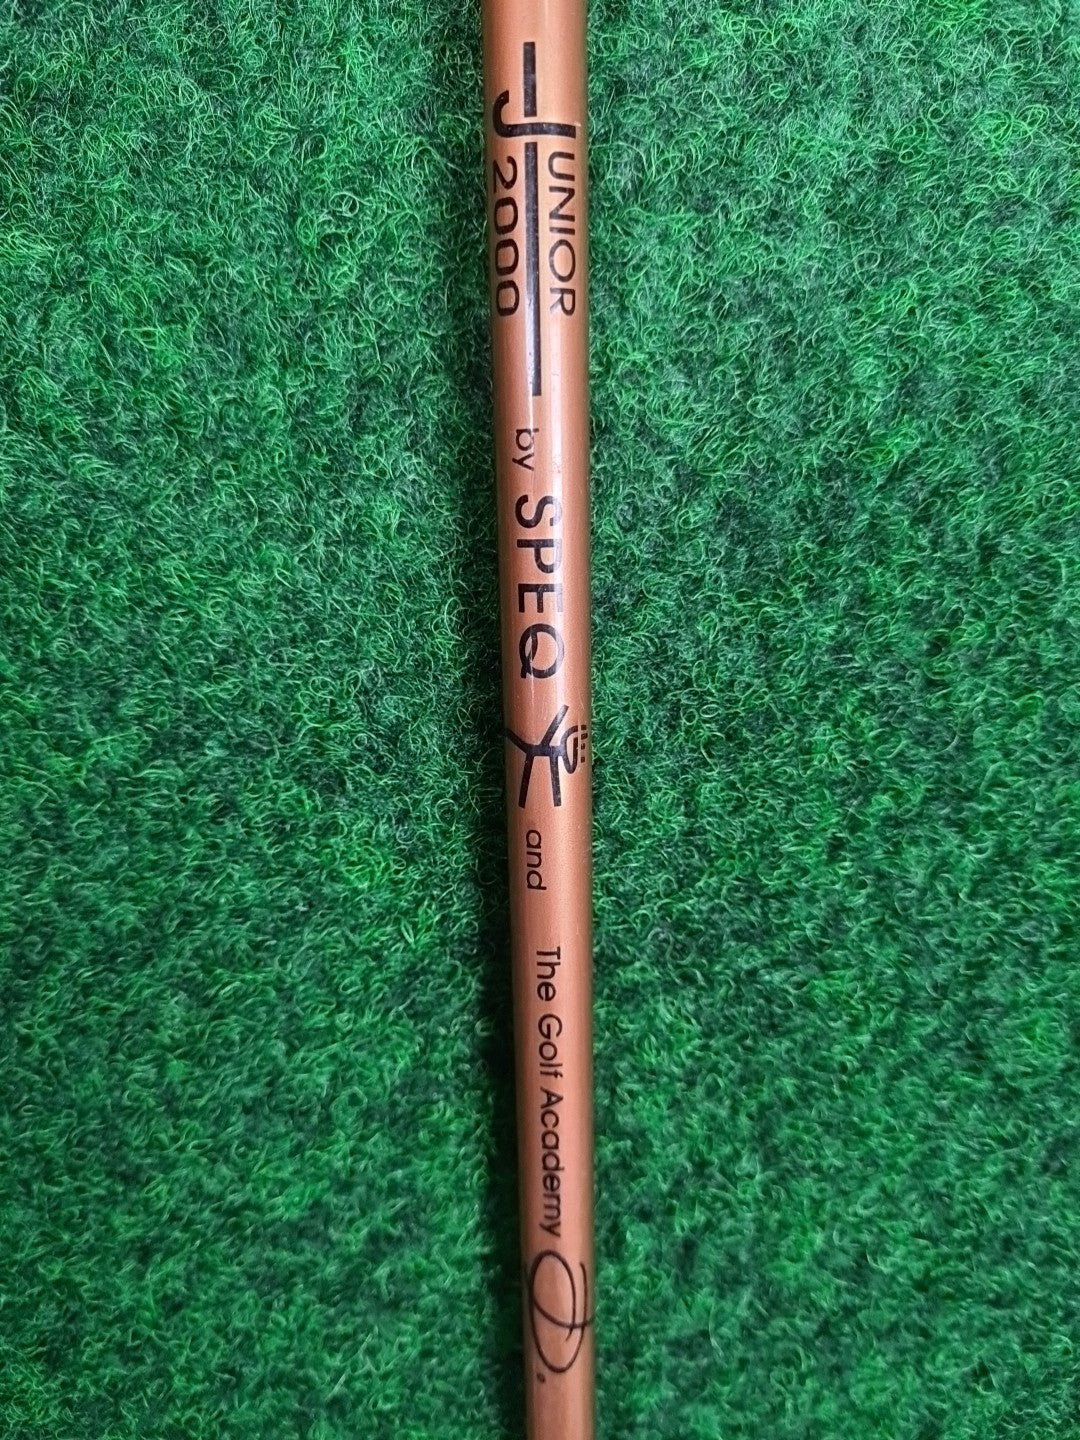 JUNIOR
2000
by SPEQ
and
The Golf Academy